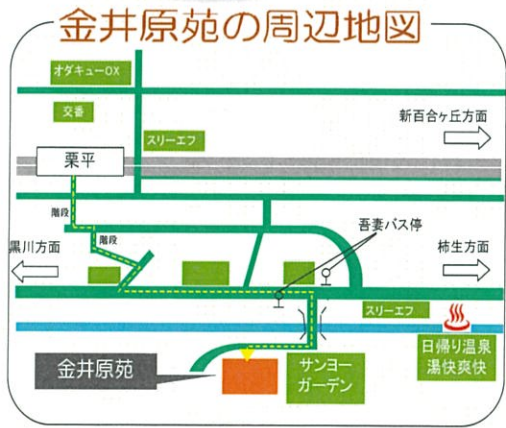 金井原苑の周辺地図
オダキューOX
交番
スリーエフ
新百合ヶ丘方面
栗平
階段
階段
吾妻バス停
黒川方面
柿生方面
スリーエフ
日帰り温泉
湯快爽快
サンヨー
ガーデン
金井原苑